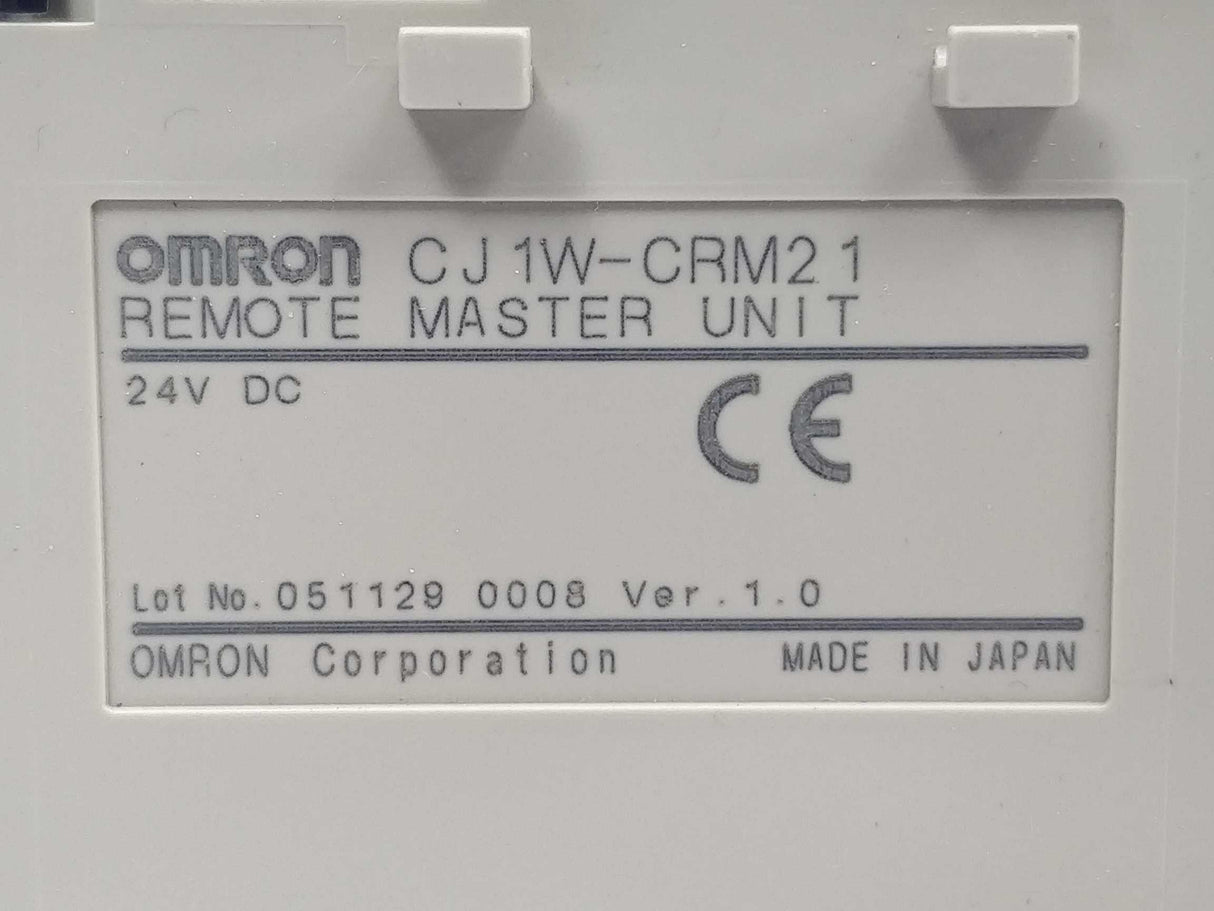 OMRON CJ1W-CRM21
REMOTE MASTER UNIT
24V DC
CE
Lot No. 051129 0008 Ver.1.0
OMRON Corporation MADE IN JAPAN